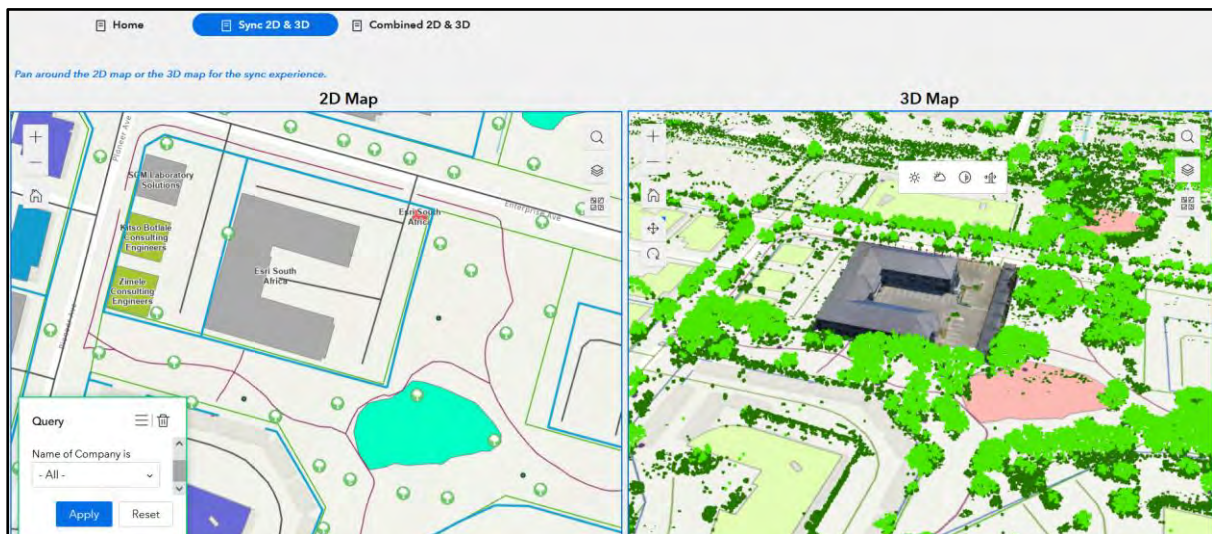 Home
Sync 2D & 3D
Combined 2D & 3D
Pan around the 2D map or the 3D map for the sync experience.
2D Map
3D Map
Pioneer Ave
SGM Laboratory
Solutions
Enterprise Ave
Esri South
Africa
Kitso Botlale
Consulting
Engineers
Esri South
Africa
Zimele
Consulting
Engineers
Query
Name of Company is
- All -
Apply
Reset